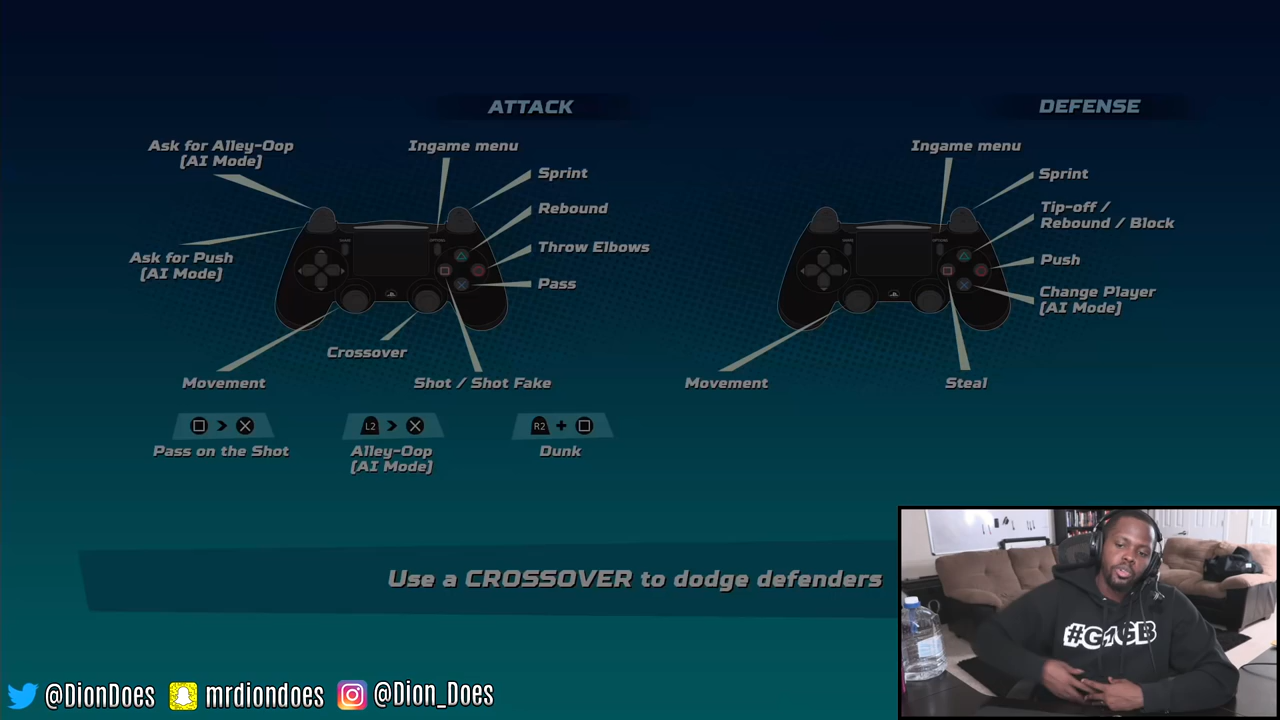 ATTACK
Ask for Alley-Oop
[AI Mode]
Ingame menu
Sprint
Rebound
Throw Elbows
Ask for Push
[AI Mode]
Pass
Crossover
Movement
Shot / Shot Fake
L2
R2
+
Pass on the Shot
Alley-Oop
[AI Mode]
Dunk
DEFENSE
Ingame menu
Sprint
Tip-off /
Rebound / Block
Push
Change Player
[AI Mode]
Movement
Steal
Use a CROSSOVER to dodge defenders
#G1GB
@DionDoes
mrdiondoes
@Dion_Does